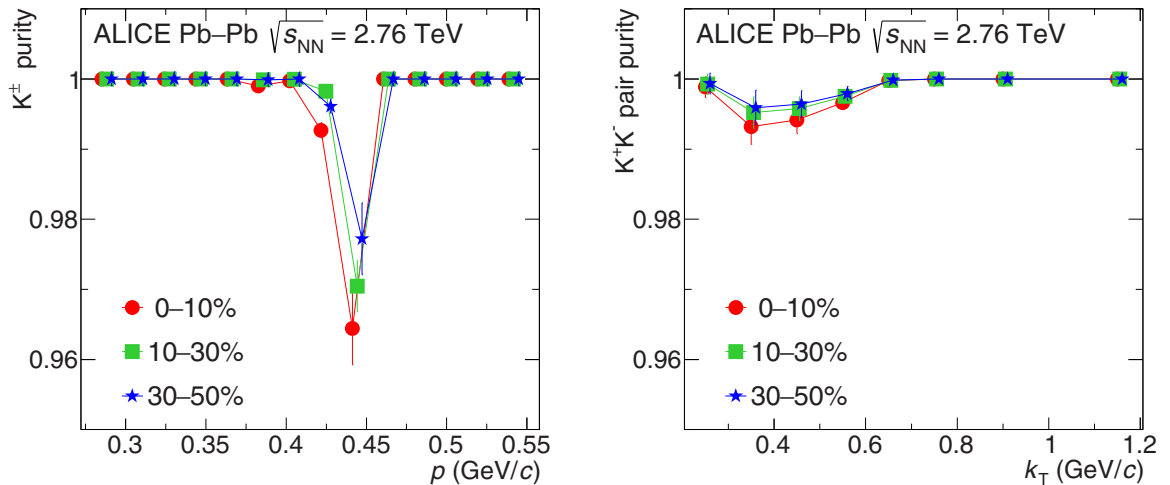 ALICE Pb–Pb √sNN = 2.76 TeV
K± purity
1
0.98
0.96
0–10%
10–30%
30–50%
0.3 0.35 0.4 0.45 0.5 0.55
p (GeV/c)
ALICE Pb–Pb √sNN = 2.76 TeV
K+K- pair purity
1
0.98
0.96
0–10%
10–30%
30–50%
0.4 0.6 0.8 1 1.2
kT (GeV/c)